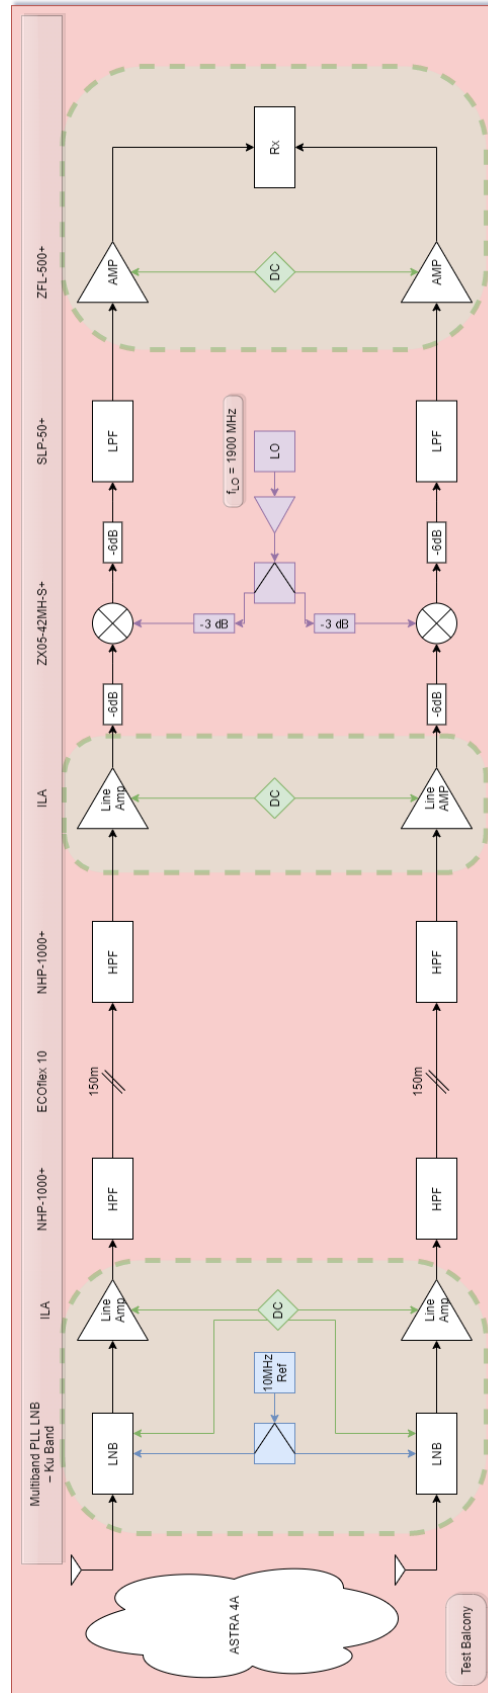 Multiband PLL LNB
– Ku Band
ILA
NHP-1000+
ECOflex 10
NHP-1000+
ILA
ZX05-42MH-S+
SLP-50+
ZFL-500+
LNB
Line
Amp
HPF
150m
HPF
Line
Amp
-6dB
-6dB
LPF
AMP
ASTRA 4A
10MHz
Ref
DC
DC
-3 dB
-3 dB
LO
fLO = 1900 MHz
DC
Rx
LNB
Line
Amp
HPF
150m
HPF
Line
AMP
-6dB
-6dB
LPF
AMP
Test Balcony